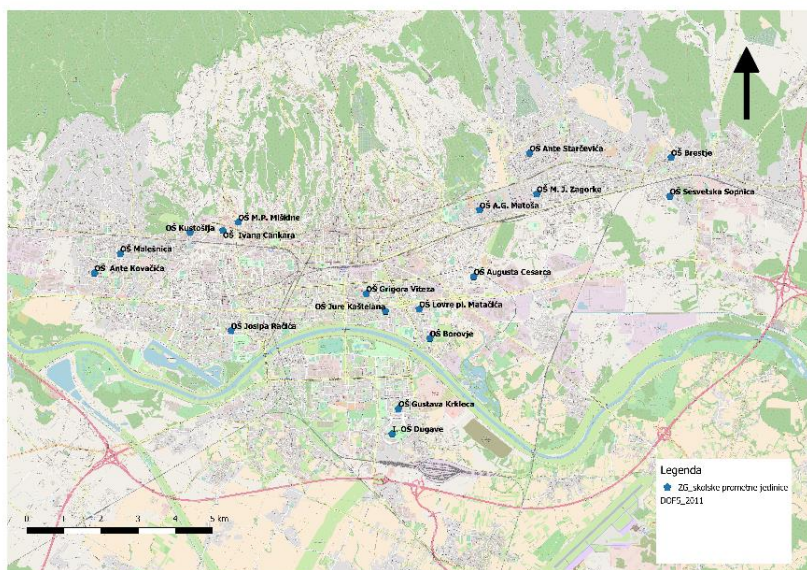 OŠ Ante Starčevića
OŠ Brestje
OŠ M. J. Zagorke
OŠ Sesvetska Sopnica
OŠ A.G. Matoša
OŠ M.P. Miškine
OŠ Kustošija
OŠ Ivana Cankara
OŠ Malešnica
OŠ Ante Kovačića
OŠ Augusta Cesarca
OŠ Grigora Viteza
OŠ Jure Kaštelana
OŠ Lovre pl. Matačića
OŠ Josipa Račića
OŠ Borovje
OŠ Gustava Krkleca
I. OŠ Dugave
Legenda
ZG_skolske prometne jedinice
DOF5_2011
0 1 2 3 4 5 km